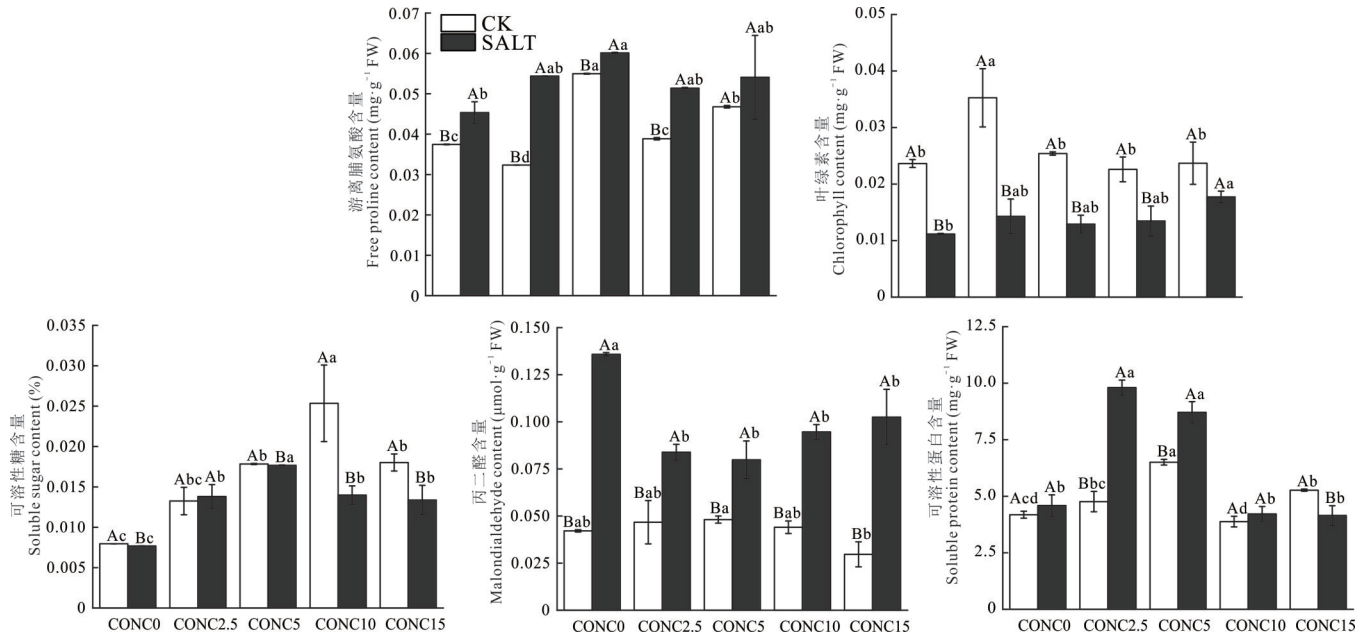 0.07
0.06
0.05
0.04
0.03
0.02
0.01
0
游离脯氨酸含量
Free proline content (mg·g⁻¹ FW)
CK
SALT
Bc
Ab
Bd
Aab
Ba
Aa
Bc
Aab
Ab
Aab
0.05
0.04
0.03
0.02
0.01
0
叶绿素含量
Chlorophyll content (mg·g⁻¹ FW)
Ab
Bb
Aa
Bab
Ab
Bab
Ab
Bab
Ab
Aa
0.035
0.030
0.025
0.020
0.015
0.010
0.005
0.000
可溶性糖含量
Soluble sugar content (%)
Ac
Bc
Abc
Ab
Ab
Ba
Aa
Bb
Ab
Bb
CONC0
CONC2.5
CONC5
CONC10
CONC15
0.150
0.125
0.100
0.075
0.050
0.025
0
丙二醛含量
Malondialdehyde content (μmol·g⁻¹ FW)
Bab
Aa
Bab
Ab
Ba
Ab
Bab
Ab
Bb
Ab
CONC0
CONC2.5
CONC5
CONC10
CONC15
12.5
10.0
7.5
5.0
2.5
0
可溶性蛋白含量
Soluble protein content (mg·g⁻¹ FW)
Acd
Ab
Bbc
Aa
Ba
Aa
Ad
Ab
Ab
Bb
CONC0
CONC2.5
CONC5
CONC10
CONC15